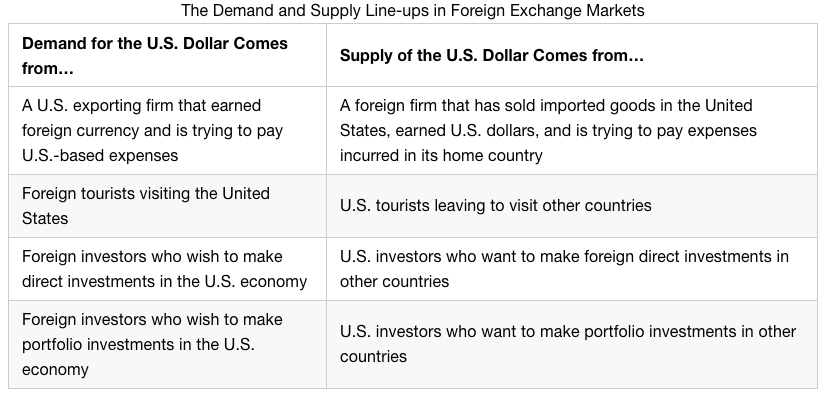 The Demand and Supply Line-ups in Foreign Exchange Markets
Demand for the U.S. Dollar Comes
from…
Supply of the U.S. Dollar Comes from…
A U.S. exporting firm that earned
foreign currency and is trying to pay
U.S.-based expenses
A foreign firm that has sold imported goods in the United
States, earned U.S. dollars, and is trying to pay expenses
incurred in its home country
Foreign tourists visiting the United
States
U.S. tourists leaving to visit other countries
Foreign investors who wish to make
direct investments in the U.S. economy
U.S. investors who want to make foreign direct investments in
other countries
Foreign investors who wish to make
portfolio investments in the U.S.
economy
U.S. investors who want to make portfolio investments in other
countries